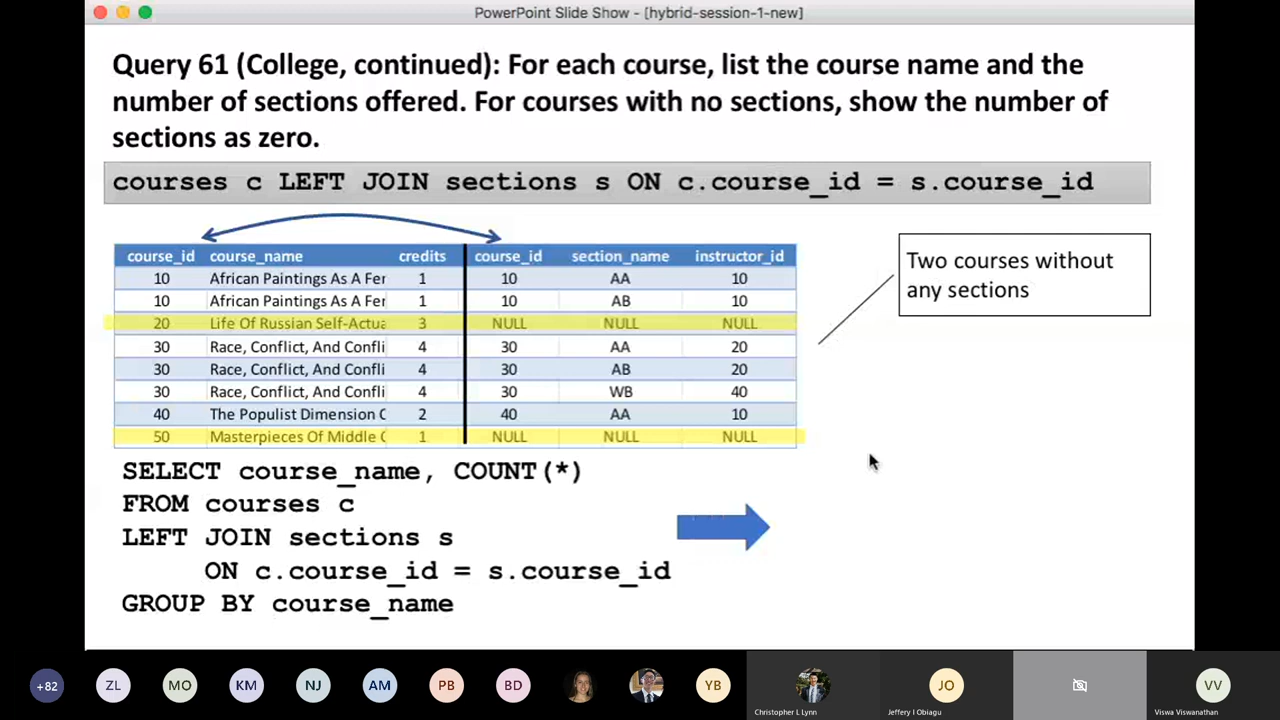 PowerPoint Slide Show - [hybrid-session-1-new]
Query 61 (College, continued): For each course, list the course name and the
number of sections offered. For courses with no sections, show the number of
sections as zero.
courses c LEFT JOIN sections s ON c.course_id = s.course_id
course_id course_name credits course_id section_name instructor_id
10 African Paintings As A Fer 1 10 AA 10
10 African Paintings As A Fer 1 10 AB 10
20 Life Of Russian Self-Actua 3 NULL NULL NULL
30 Race, Conflict, And Confli 4 30 AA 20
30 Race, Conflict, And Confli 4 30 AB 20
30 Race, Conflict, And Confli 4 30 WB 40
40 The Populist Dimension C 2 40 AA 10
50 Masterpieces Of Middle C 1 NULL NULL NULL
Two courses without
any sections
SELECT course_name, COUNT(*)
FROM courses c
LEFT JOIN sections s
ON c.course_id = s.course_id
GROUP BY course_name
+82 ZL MO KM NJ AM PB BD YB JO VV
Christopher L Lynn Jeffery I Obiagu Viswa Viswanathan